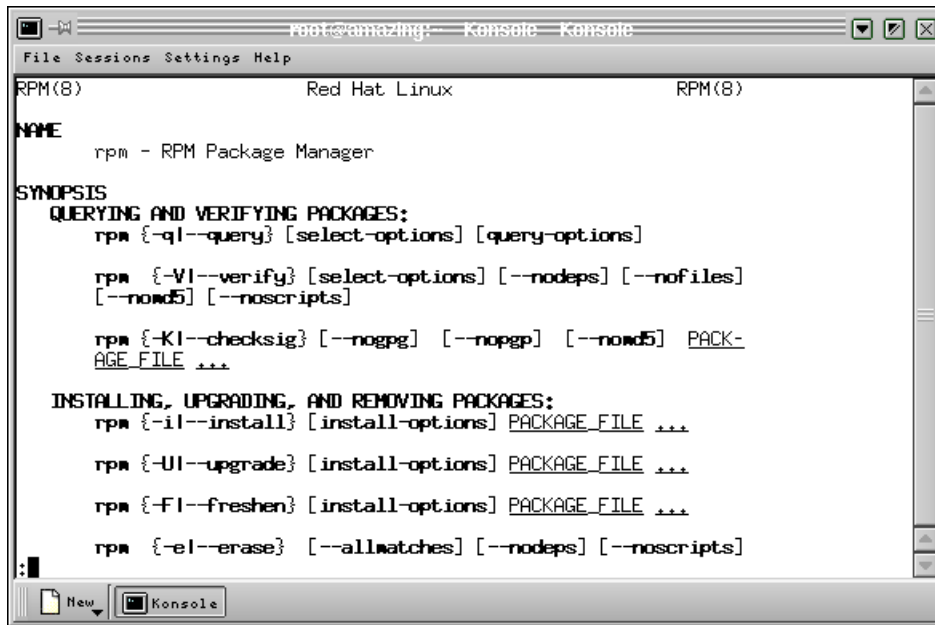 root@amazing:~ - Konsole - Konsole
File Sessions Settings Help
RPM(8) Red Hat Linux RPM(8)
NAME
rpm - RPM Package Manager
SYNOPSIS
QUERYING AND VERIFYING PACKAGES:
rpm {-q|--query} [select-options] [query-options]
rpm {-V|--verify} [select-options] [--nodeps] [--nofiles]
[--nomd5] [--noscripts]
rpm {-K|--checksig} [--nogpg] [--nopgp] [--nomd5] PACK-
AGE_FILE ...
INSTALLING, UPGRADING, AND REMOVING PACKAGES:
rpm {-i|--install} [install-options] PACKAGE_FILE ...
rpm {-U|--upgrade} [install-options] PACKAGE_FILE ...
rpm {-F|--freshen} [install-options] PACKAGE_FILE ...
rpm {-e|--erase} [--allmatches] [--nodeps] [--noscripts]
:
New Konsole